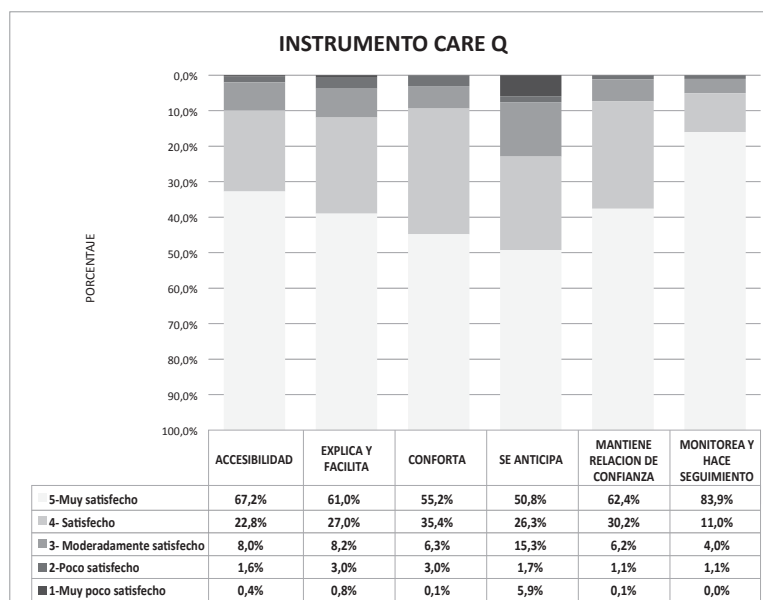 INSTRUMENTO CARE Q
PORCENTAJE
0,0%
10,0%
20,0%
30,0%
40,0%
50,0%
60,0%
70,0%
80,0%
90,0%
100,0%
ACCESIBILIDAD
EXPLICA Y
FACILITA
CONFORTA
SE ANTICIPA
MANTIENE
RELACION DE
CONFIANZA
MONITOREA Y
HACE
SEGUIMIENTO
5-Muy satisfecho 67,2% 61,0% 55,2% 50,8% 62,4% 83,9%
4- Satisfecho 22,8% 27,0% 35,4% 26,3% 30,2% 11,0%
3- Moderadamente satisfecho 8,0% 8,2% 6,3% 15,3% 6,2% 4,0%
2-Poco satisfecho 1,6% 3,0% 3,0% 1,7% 1,1% 1,1%
1-Muy poco satisfecho 0,4% 0,8% 0,1% 5,9% 0,1% 0,0%